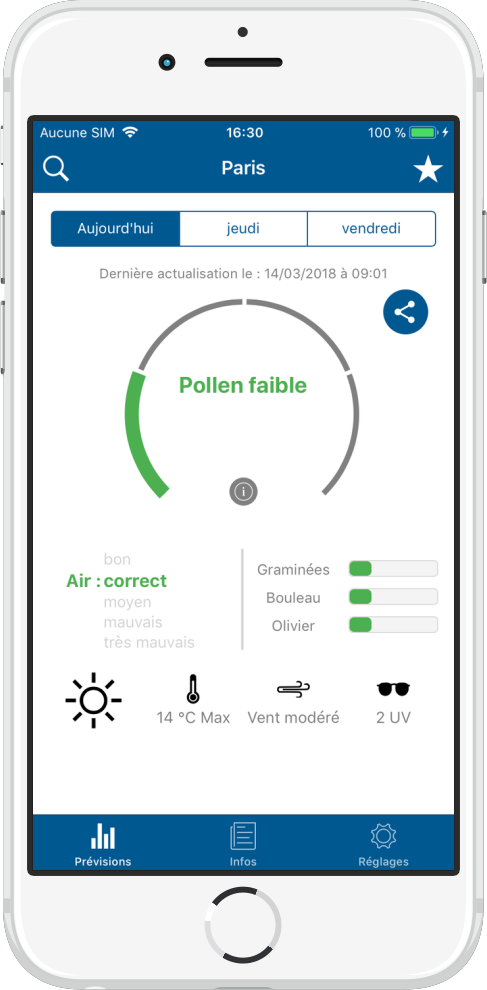 Aucune SIM 16:30 100 %
Paris
Aujourd'hui jeudi vendredi
Dernière actualisation le : 14/03/2018 à 09:01
Pollen faible
i
bon
Air : correct
moyen
mauvais
très mauvais
Graminées
Bouleau
Olivier
14 °C Max Vent modéré 2 UV
Prévisions Infos Réglages